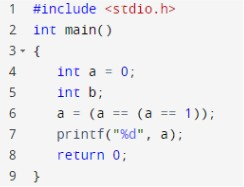 1 #include <stdio.h>
2 int main()
3 {
4 int a = 0;
5 int b;
6 a = (a == (a == 1));
7 printf("%d", a);
8 return 0;
9 }